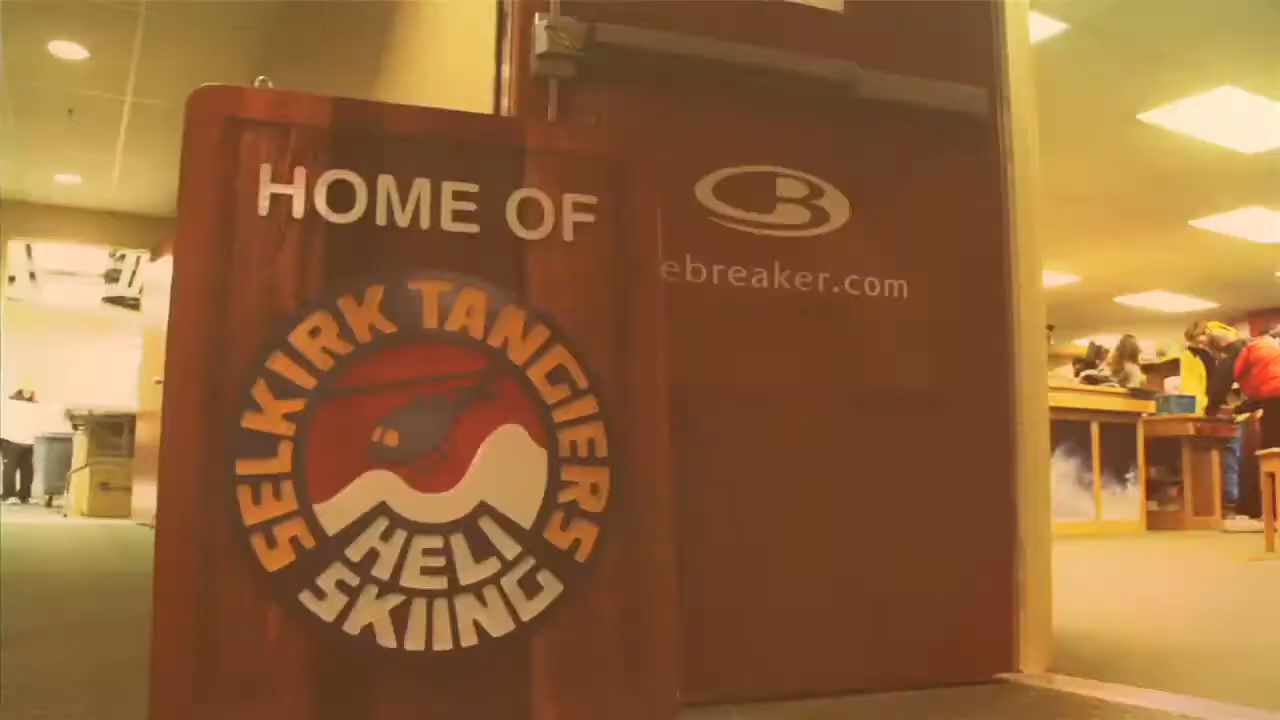 HOME OF
SELKIRK TANGIERS
HELI
SKIING
ebreaker.com